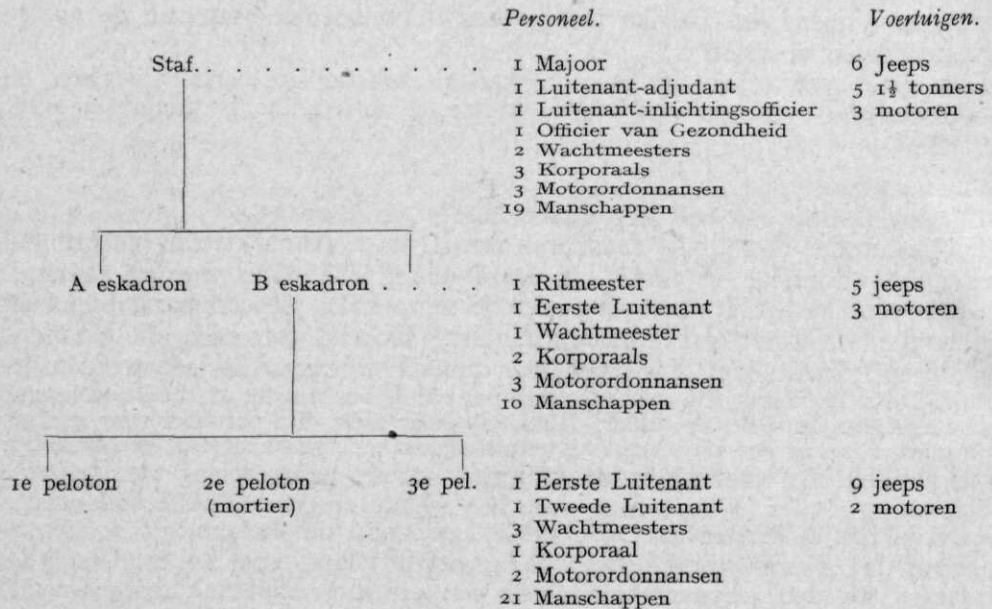 Personeel. Voertuigen.
Staf. . . . . . . . . . . 1 Majoor 6 Jeeps
1 Luitenant-adjudant 5 1½ tonners
1 Luitenant-inlichtingsofficier 3 motoren
1 Officier van Gezondheid
2 Wachtmeesters
3 Korporaals
3 Motorordonnansen
19 Manschappen
A eskadron B eskadron . . . . 1 Ritmeester 5 jeeps
1 Eerste Luitenant 3 motoren
1 Wachtmeester
2 Korporaals
3 Motorordonnansen
10 Manschappen
1e peloton 2e peloton 3e pel. 1 Eerste Luitenant 9 jeeps
(mortier) 1 Tweede Luitenant 2 motoren
3 Wachtmeesters
1 Korporaal
2 Motorordonnansen
21 Manschappen